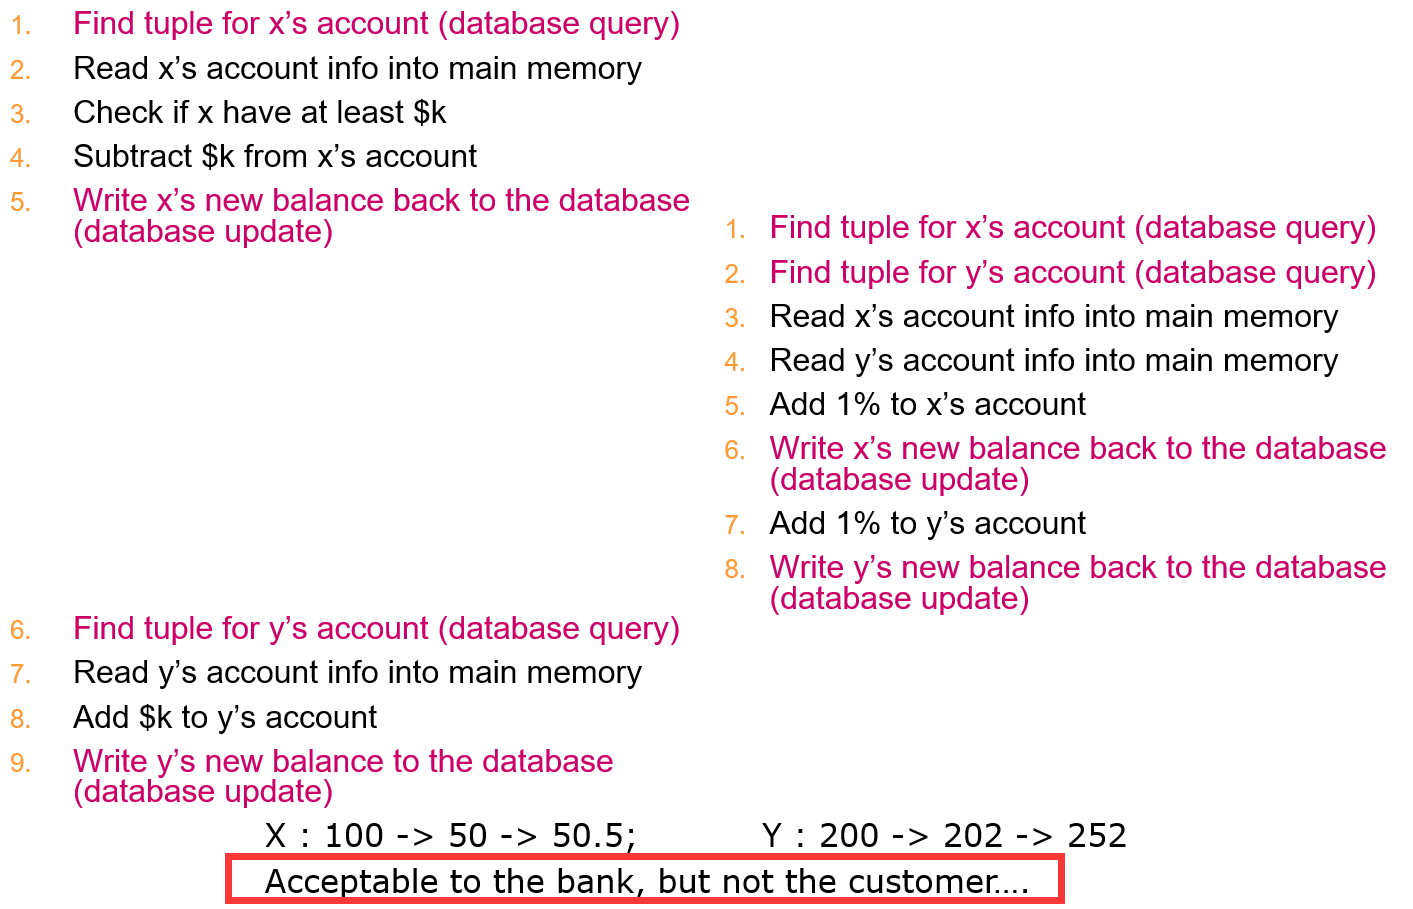 1. Find tuple for x’s account (database query)
2. Read x’s account info into main memory
3. Check if x have at least $k
4. Subtract $k from x’s account
5. Write x’s new balance back to the database
(database update)
1. Find tuple for x’s account (database query)
2. Find tuple for y’s account (database query)
3. Read x’s account info into main memory
4. Read y’s account info into main memory
5. Add 1% to x’s account
6. Write x’s new balance back to the database
(database update)
7. Add 1% to y’s account
8. Write y’s new balance back to the database
(database update)
6. Find tuple for y’s account (database query)
7. Read y’s account info into main memory
8. Add $k to y’s account
9. Write y’s new balance to the database
(database update)
X : 100 -> 50 -> 50.5; Y : 200 -> 202 -> 252
Acceptable to the bank, but not the customer….